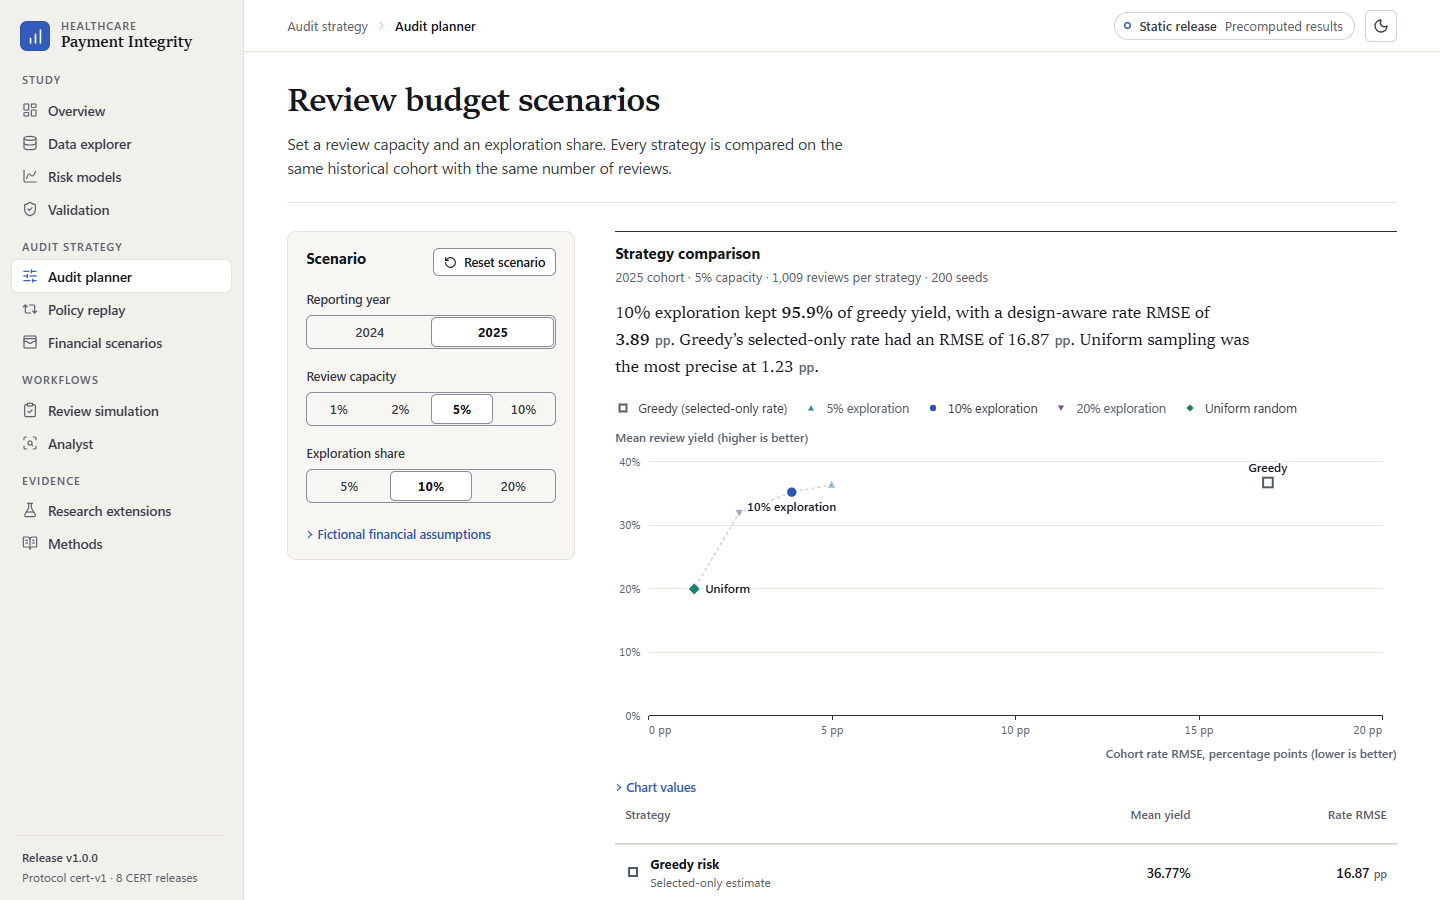 HEALTHCARE
Payment Integrity
STUDY
Overview
Data explorer
Risk models
Validation
AUDIT STRATEGY
Audit planner
Policy replay
Financial scenarios
WORKFLOWS
Review simulation
Analyst
EVIDENCE
Research extensions
Methods
Release v1.0.0
Protocol cert-v1 · 8 CERT releases
Audit strategy
Audit planner
Static release Precomputed results
Review budget scenarios
Set a review capacity and an exploration share. Every strategy is compared on the
same historical cohort with the same number of reviews.
Scenario
Reset scenario
Reporting year
2024 2025
Review capacity
1% 2% 5% 10%
Exploration share
5% 10% 20%
Fictional financial assumptions
Strategy comparison
2025 cohort · 5% capacity · 1,009 reviews per strategy · 200 seeds
10% exploration kept 95.9% of greedy yield, with a design-aware rate RMSE of
3.89 pp. Greedy’s selected-only rate had an RMSE of 16.87 pp. Uniform sampling was
the most precise at 1.23 pp.
Greedy (selected-only rate) 5% exploration 10% exploration 20% exploration Uniform random
Mean review yield (higher is better)
40%
Greedy
10% exploration
30%
20%
Uniform
10%
0%
0 pp 5 pp 10 pp 15 pp 20 pp
Cohort rate RMSE, percentage points (lower is better)
Chart values
Strategy Mean yield Rate RMSE
Greedy risk
Selected-only estimate
36.77% 16.87 pp